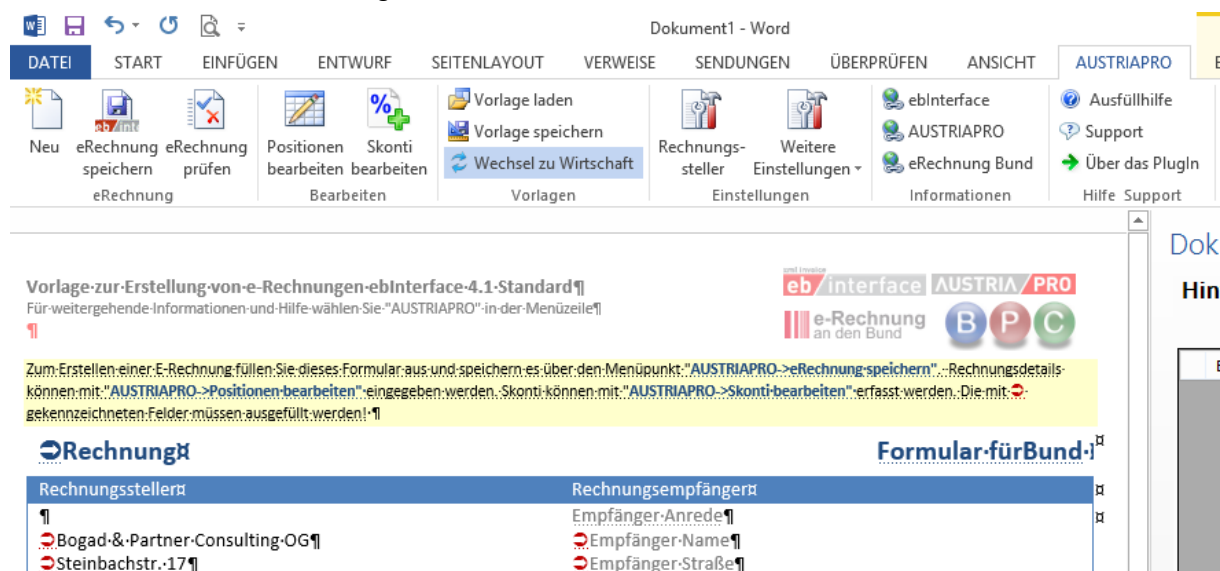 Dokument1 - Word
DATEI START EINFÜGEN ENTWURF SEITENLAYOUT VERWEISE SENDUNGEN ÜBERPRÜFEN ANSICHT AUSTRIAPRO
Neu
eRechnung speichern
eRechnung prüfen
eRechnung
Positionen bearbeiten
Skonti bearbeiten
Bearbeiten
Vorlage laden
Vorlage speichern
Wechsel zu Wirtschaft
Vorlagen
Rechnungs-
steller
Weitere
Einstellungen
Einstellungen
ebInterface
AUSTRIAPRO
eRechnung Bund
Informationen
Ausfüllhilfe
Support
Über das PlugIn
Hilfe Support
Dok
Hin
Vorlage·zur·Erstellung·von·e-Rechnungen·ebInterface·4.1·Standard¶
Für·weitergehende·Informationen·und·Hilfe·wählen·Sie·"AUSTRIAPRO"·in·der·Menüzeile¶
¶
eb/interface AUSTRIA/PRO
e-Rechnung
an den Bund
B P C
Zum·Erstellen·einer·E-Rechnung·füllen·Sie·dieses·Formular·aus·und·speichern·es·über·den·Menüpunkt·"AUSTRIAPRO->eRechnung·speichern".··Rechnungsdetails·
können·mit·"AUSTRIAPRO->Positionen·bearbeiten"·eingegeben·werden.·Skonti·können·mit·"AUSTRIAPRO->Skonti·bearbeiten"·erfasst·werden.·Die·mit·
gekennzeichneten·Felder·müssen·ausgefüllt·werden!·¶
Rechnung¤ Formular·fürBund·
Rechnungssteller¤ Rechnungsempfänger¤
¶ Empfänger·Anrede¶
Bogad·&·Partner·Consulting·OG¶ Empfänger·Name¶
Steinbachstr.·17¶ Empfänger·Straße¶